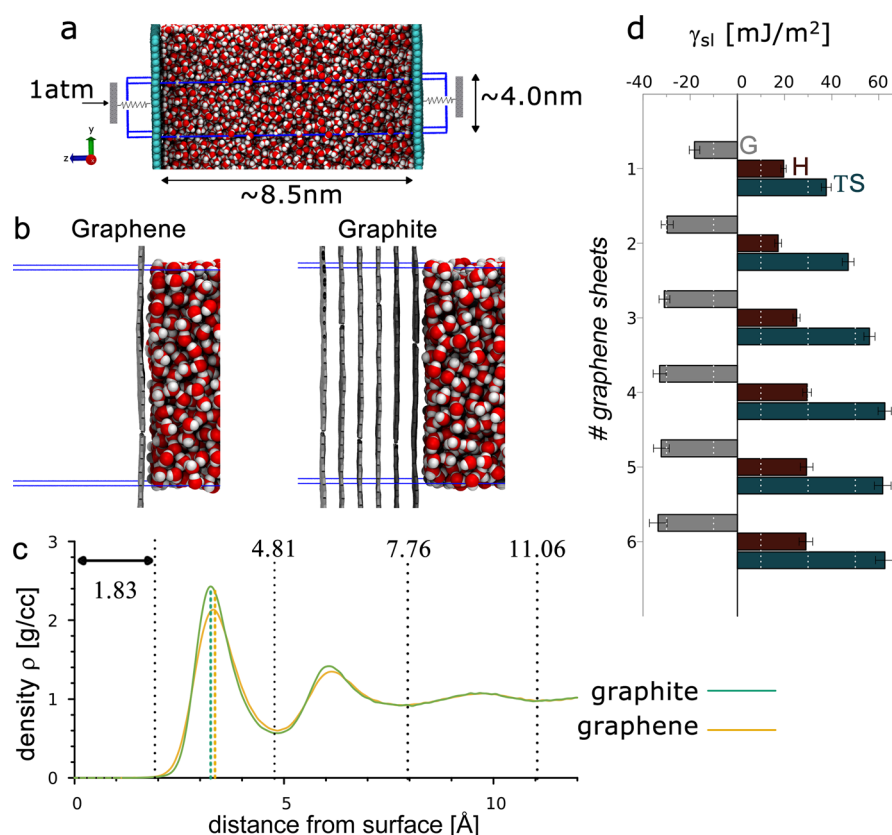 a
1atm
y
z
~4.0nm
~8.5nm
b
Graphene
Graphite
c
3
2
1
0
density ρ [g/cc]
1.83
4.81
7.76
11.06
0
5
10
distance from surface [Å]
graphite
graphene
d
γsl [mJ/m²]
-40
-20
0
20
40
60
# graphene sheets
G
H
TS
1
2
3
4
5
6